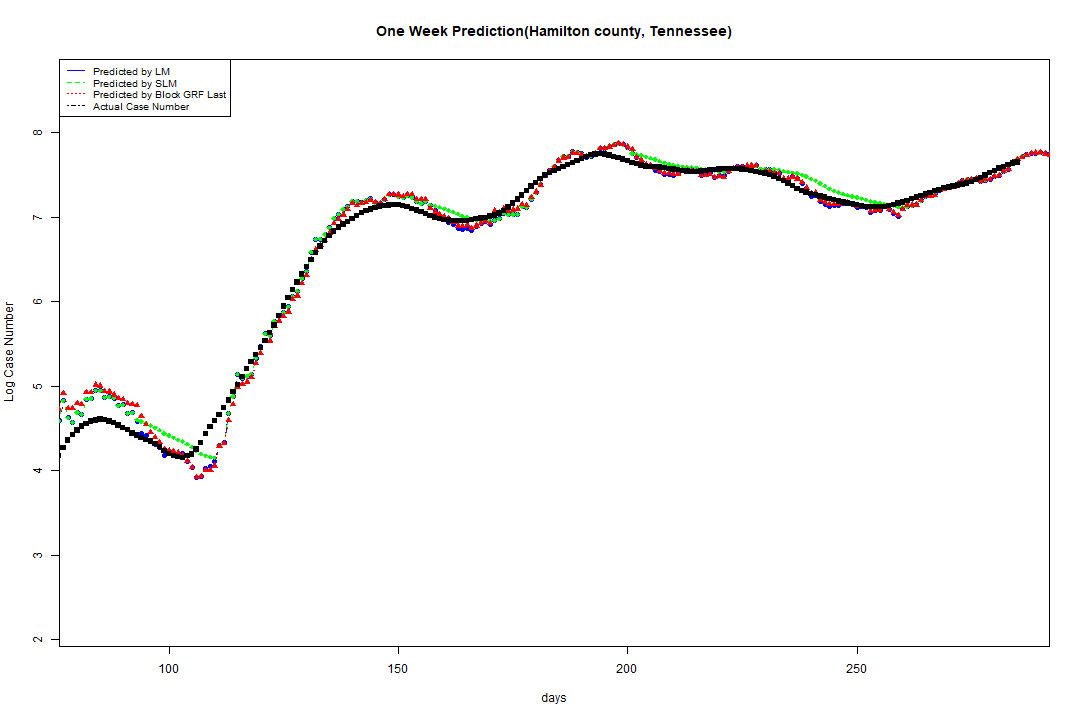 One Week Prediction(Hamilton county, Tennessee)
Predicted by LM
Predicted by SLM
Predicted by Block GRF Last
Actual Case Number
8
7
6
5
4
3
2
Log Case Number
100 150 200 250
days